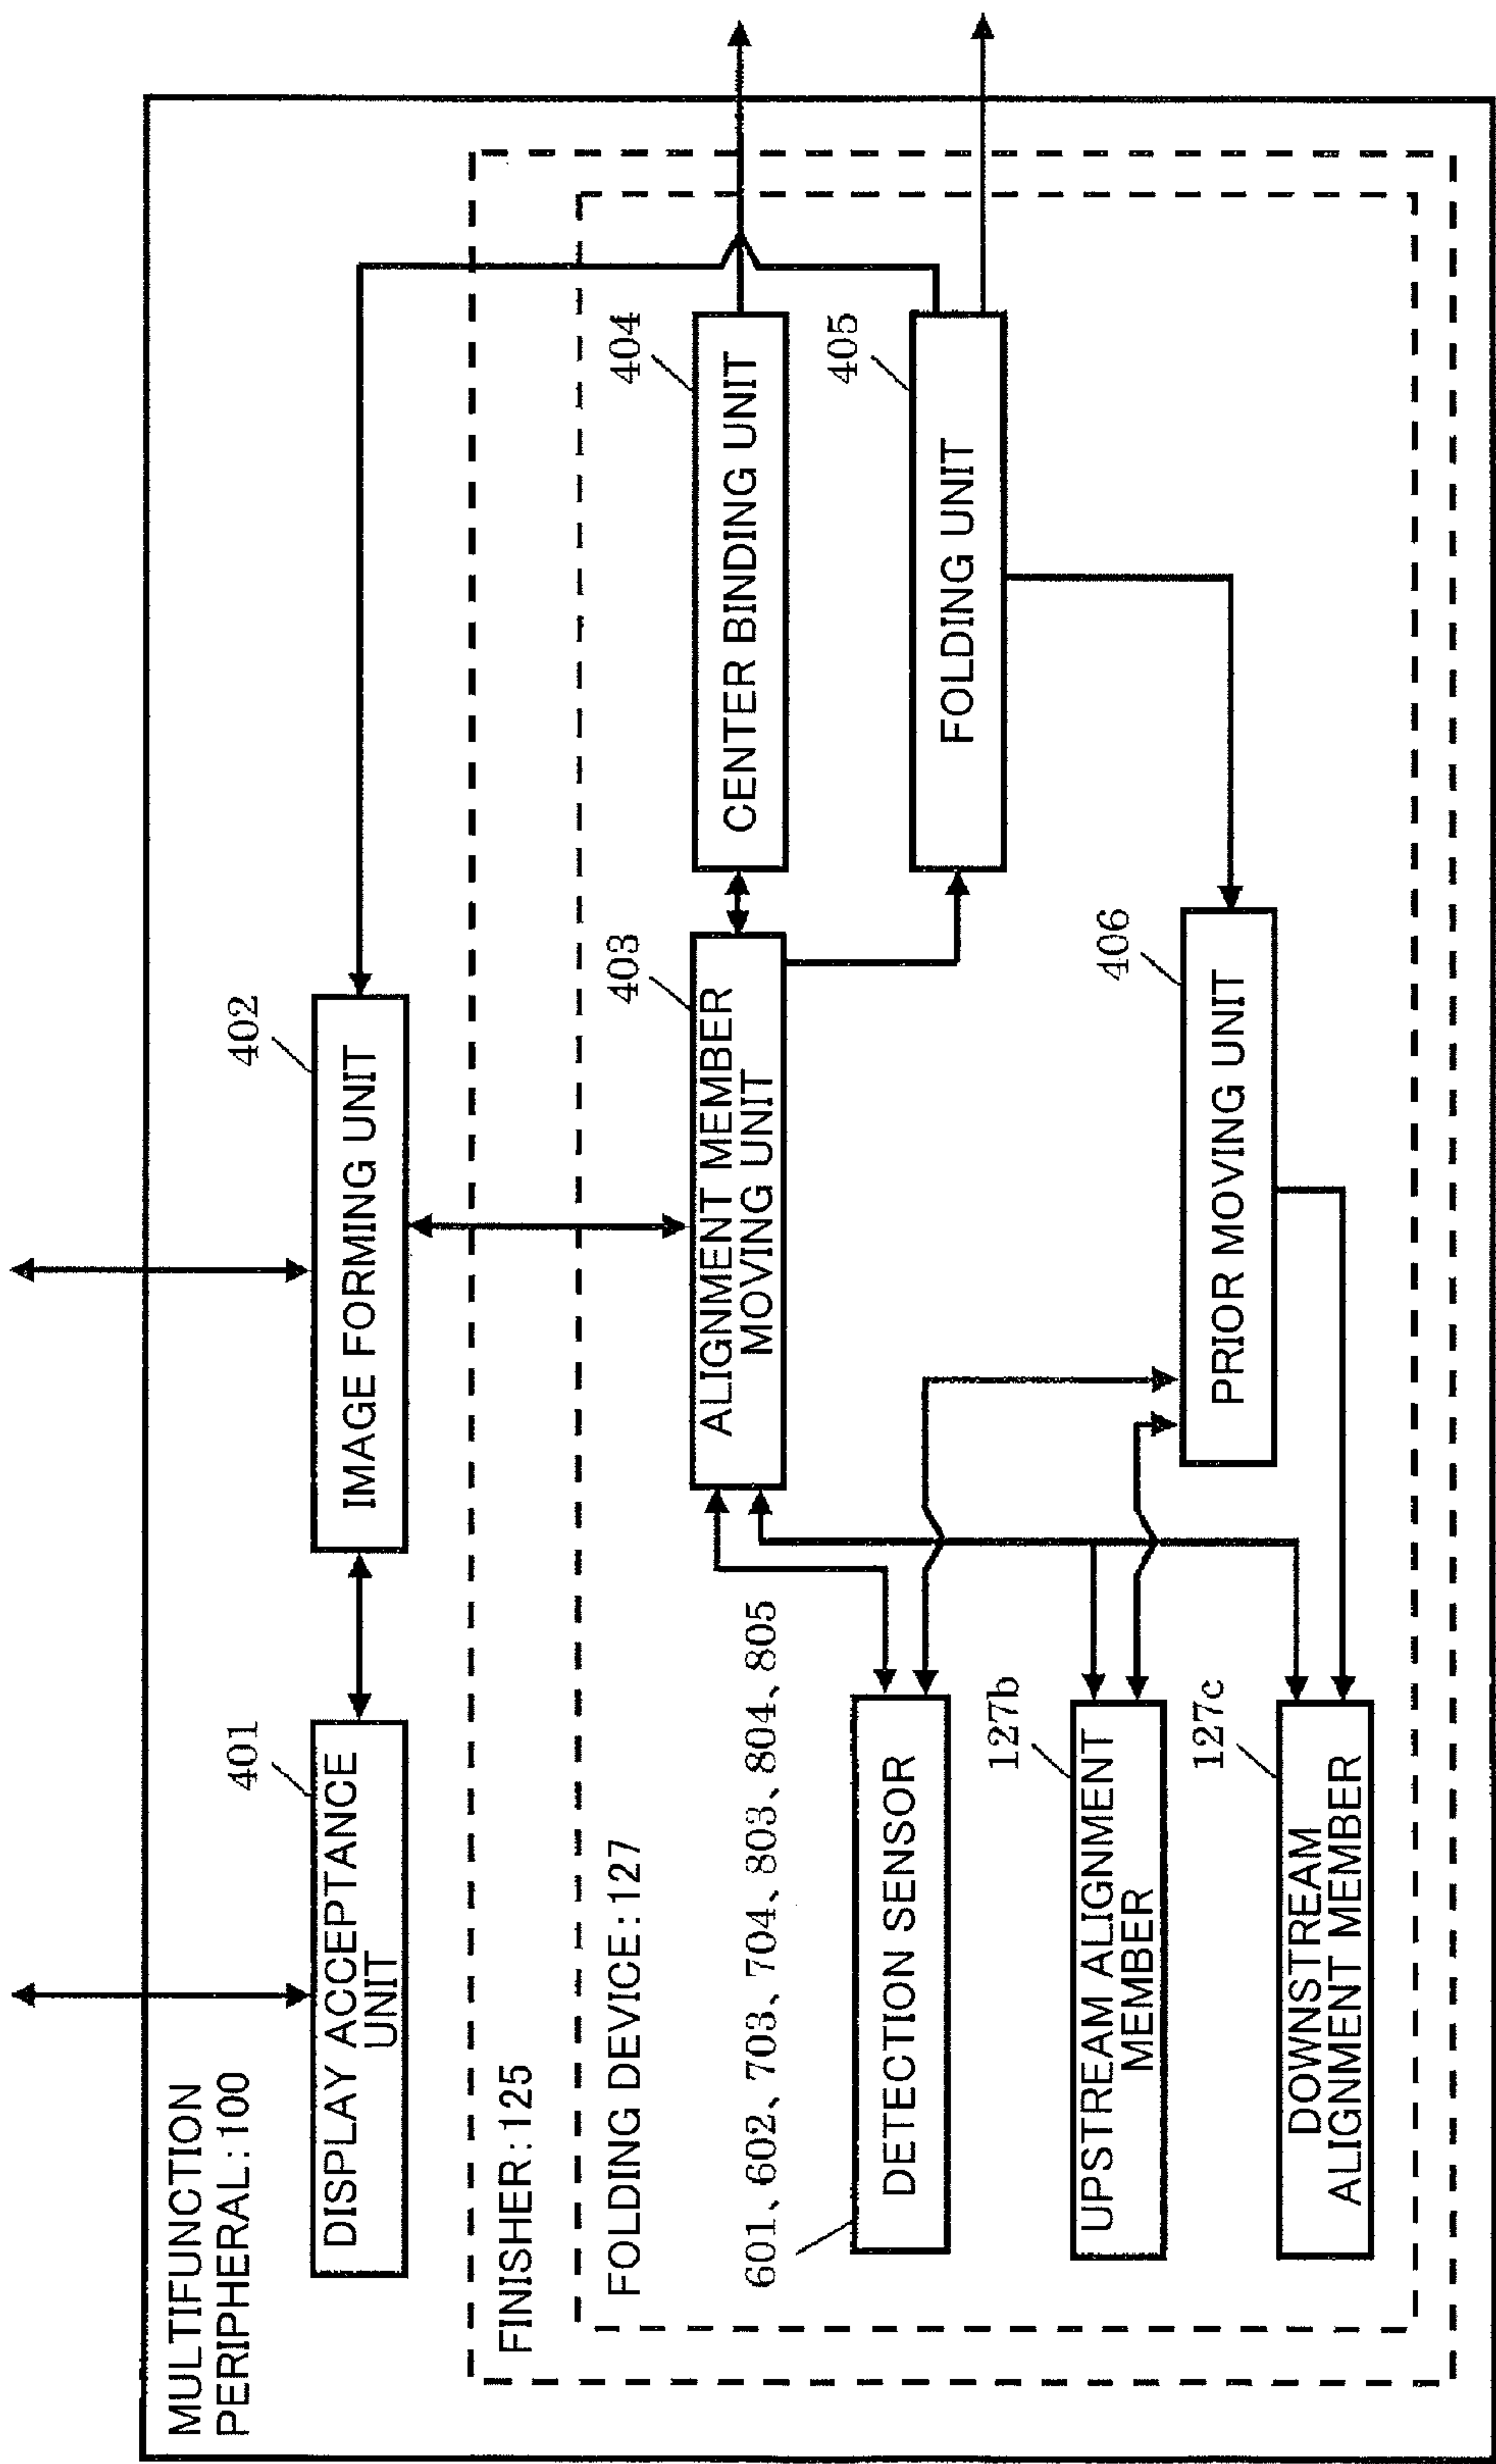 MULTIFUNCTION
PERIPHERAL:100
401
DISPLAY ACCEPTANCE
UNIT
402
IMAGE FORMING UNIT
FINISHER:125
FOLDING DEVICE:127
403
ALIGNMENT MEMBER
MOVING UNIT
404
CENTER BINDING UNIT
601、602、703、704、803、804、805
DETECTION SENSOR
405
FOLDING UNIT
127b
UPSTREAM ALIGNMENT
MEMBER
406
PRIOR MOVING UNIT
127c
DOWNSTREAM
ALIGNMENT MEMBER